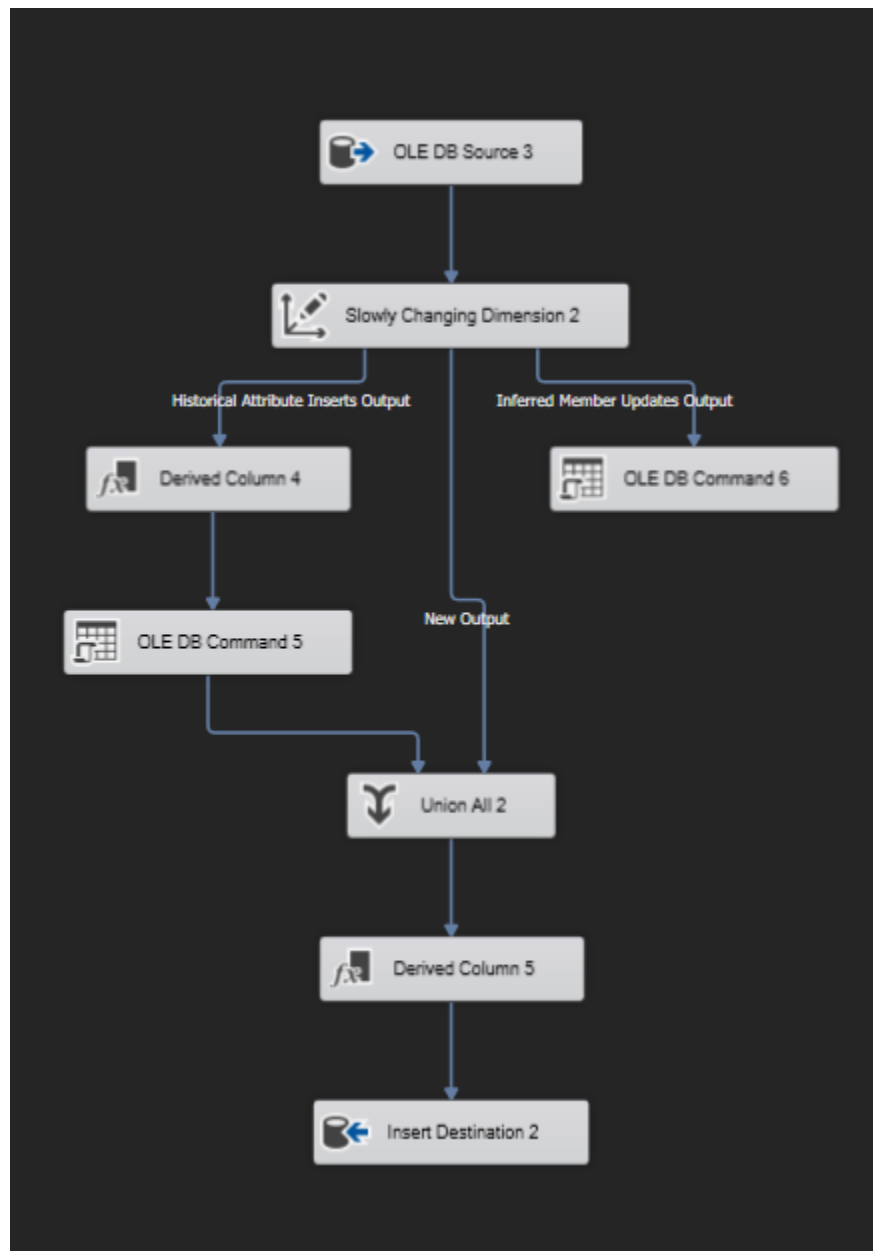 OLE DB Source 3
Slowly Changing Dimension 2
Historical Attribute Inserts Output
Inferred Member Updates Output
Derived Column 4
OLE DB Command 6
New Output
OLE DB Command 5
Union All 2
Derived Column 5
Insert Destination 2